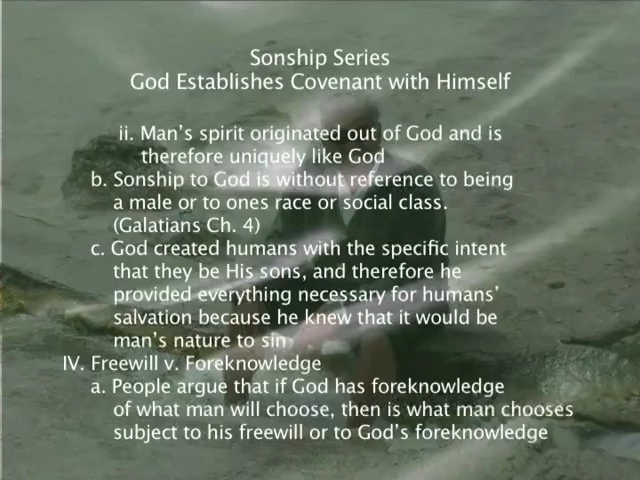 Sonship Series
God Establishes Covenant with Himself
ii. Man's spirit originated out of God and is
therefore uniquely like God
b. Sonship to God is without reference to being
a male or to ones race or social class.
(Galatians Ch. 4)
c. God created humans with the specific intent
that they be His sons, and therefore he
provided everything necessary for humans'
salvation because he knew that it would be
man's nature to sin
IV. Freewill v. Foreknowledge
a. People argue that if God has foreknowledge
of what man will choose, then is what man chooses
subject to his freewill or to God's foreknowledge